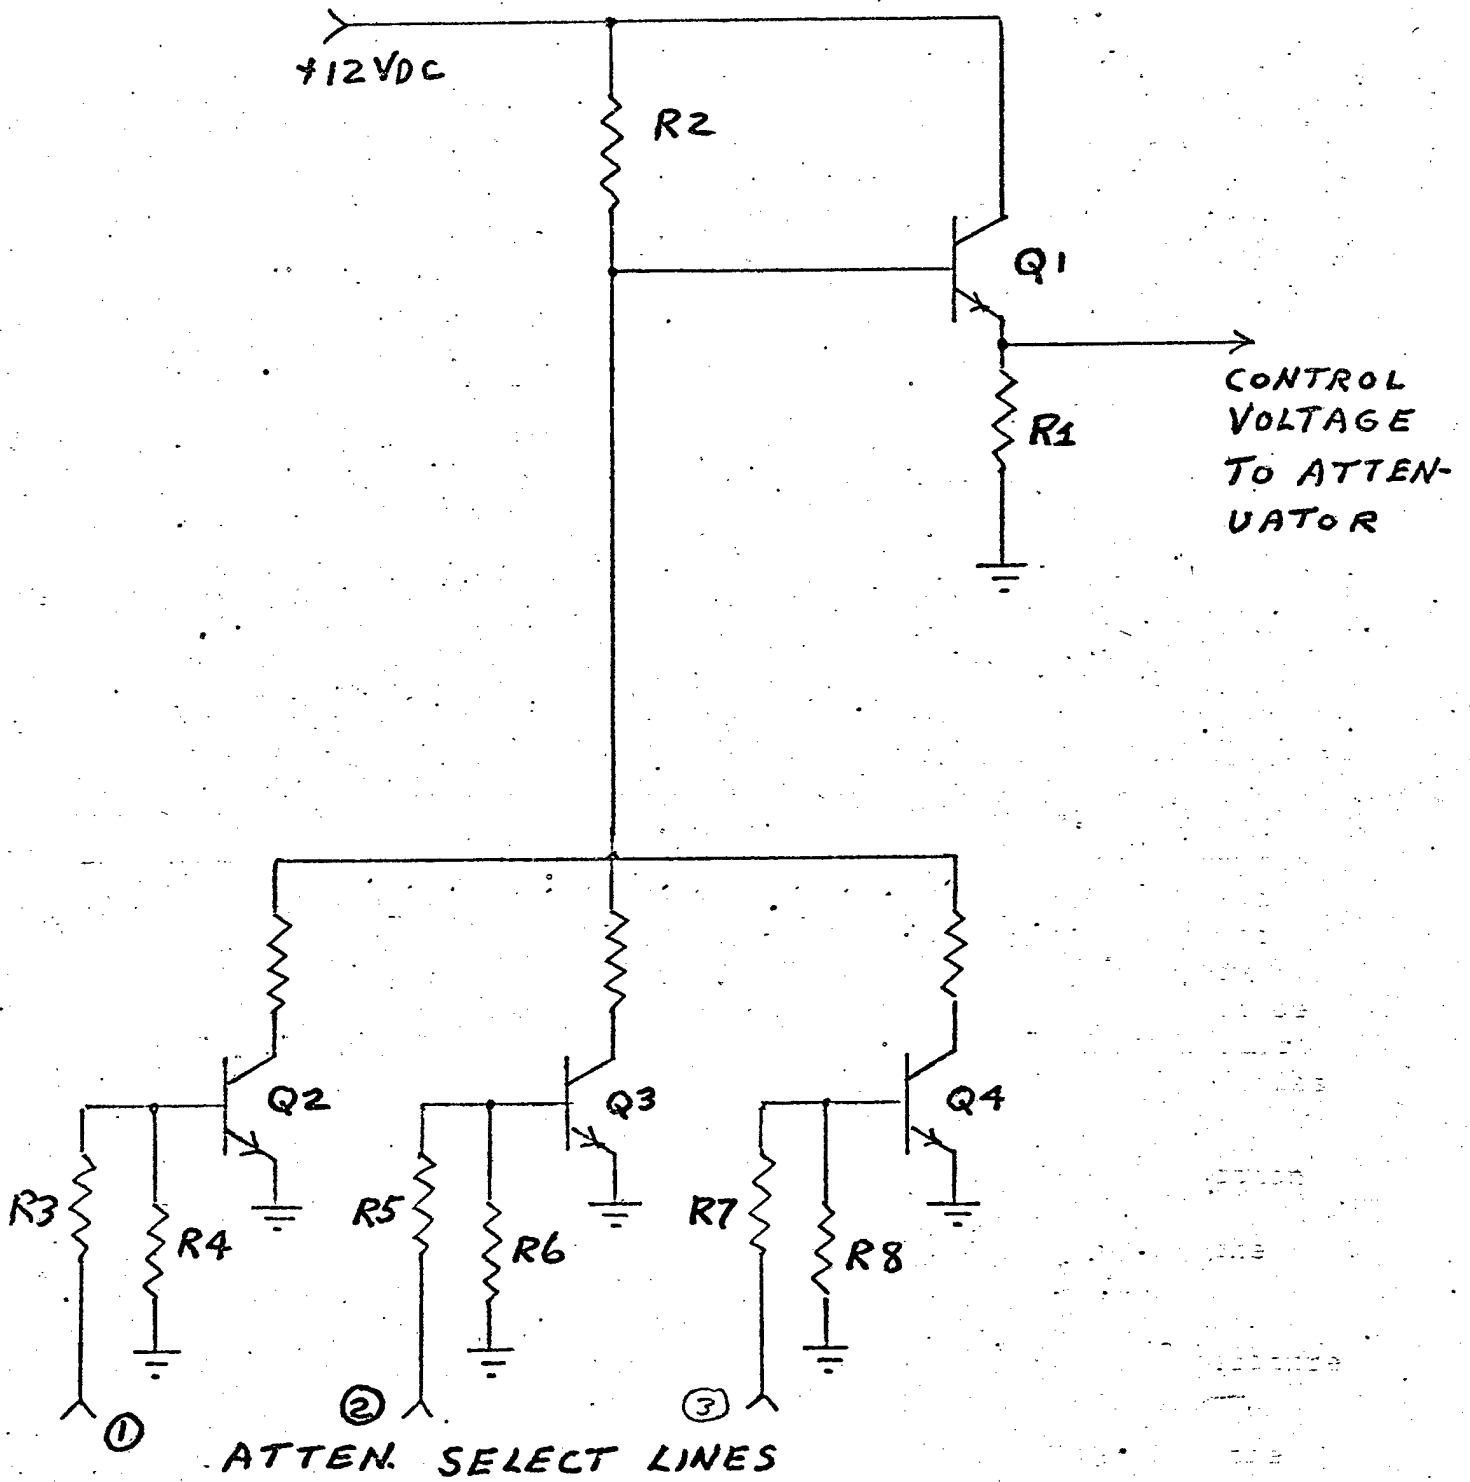 +12VDC
R2
Q1
CONTROL
VOLTAGE
TO ATTEN-
UATOR
R1
Q2
Q3
Q4
R3
R4
R5
R6
R7
R8
1
2
3
ATTEN. SELECT LINES